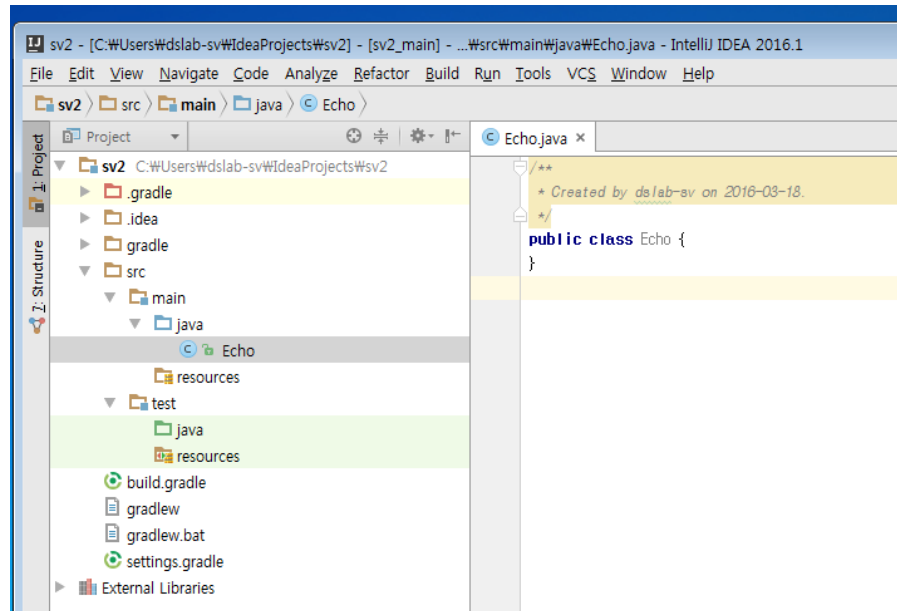 sv2 - [C:₩Users₩dslab-sv₩IdeaProjects₩sv2] - [sv2_main] - ...₩src₩main₩java₩Echo.java - IntelliJ IDEA 2016.1
File Edit View Navigate Code Analyze Refactor Build Run Tools VCS Window Help
sv2 src main java Echo
1: Project
Z: Structure
Project
sv2 C:₩Users₩dslab-sv₩IdeaProjects₩sv2
.gradle
.idea
gradle
src
main
java
Echo
resources
test
java
resources
build.gradle
gradlew
gradlew.bat
settings.gradle
External Libraries
Echo.java
/**
* Created by dslab-sv on 2016-03-18.
*/
public class Echo {
}